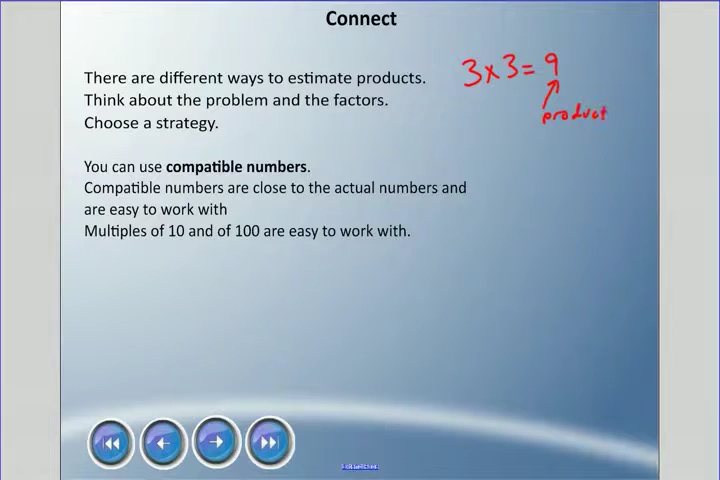 Connect
3 x 3 = 9
product
There are different ways to estimate products.
Think about the problem and the factors.
Choose a strategy.
You can use compatible numbers.
Compatible numbers are close to the actual numbers and
are easy to work with
Multiples of 10 and of 100 are easy to work with.